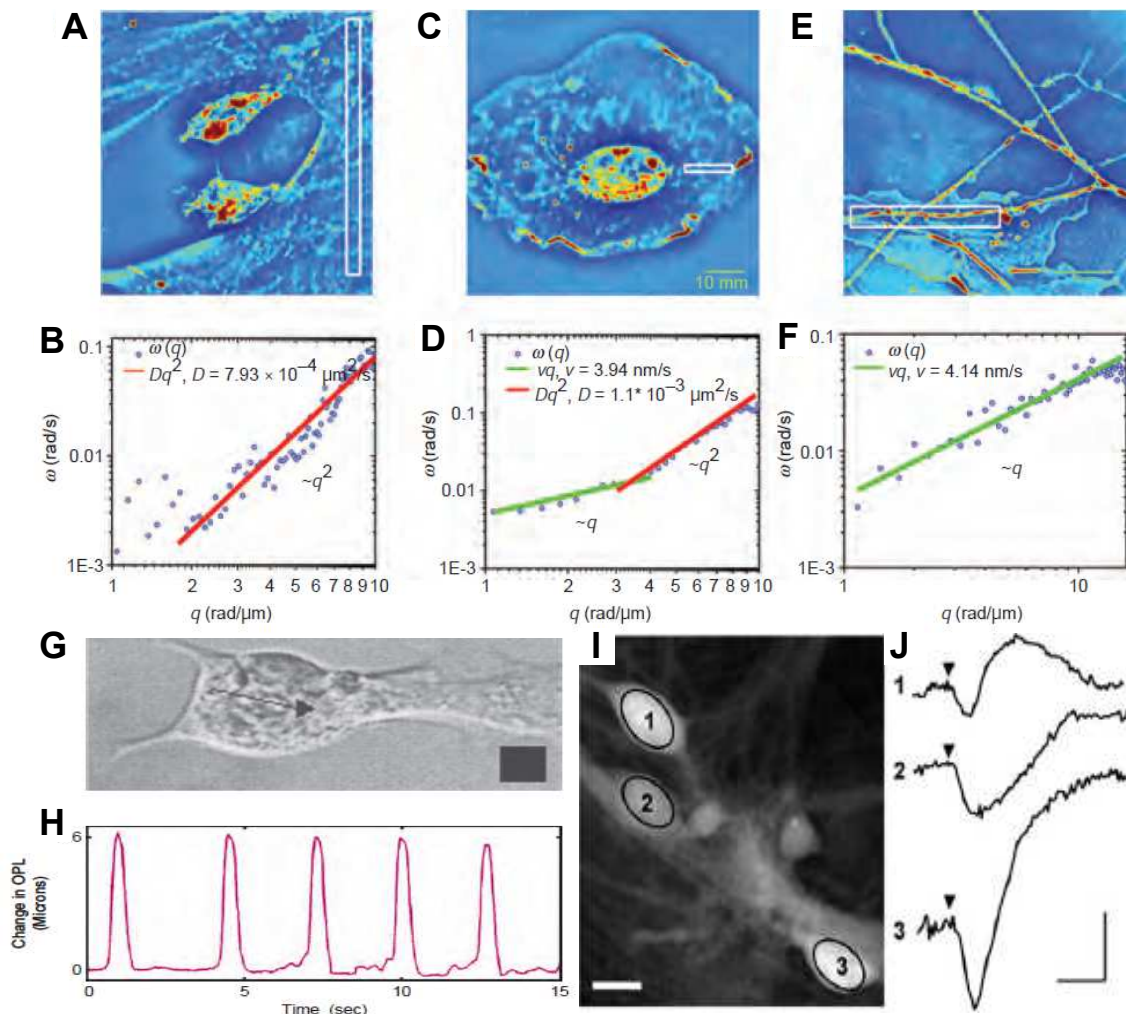 A
C
E
10 mm
B
0.1
0.01
1E-3
ω (rad/s)
ω(q)
Dq², D = 7.93 × 10⁻⁴ μm²/s
~q²
1 2 3 4 5 6 7 8 9 10
q (rad/μm)
D
1
0.1
0.01
1E-3
ω (rad/s)
ω(q)
vq, v = 3.94 nm/s
Dq², D = 1.1* 10⁻³ μm²/s
~q²
~q
1 2 3 4 5 6 7 8 9 10
q (rad/μm)
F
0.1
0.01
1E-3
ω (rad/s)
ω(q)
vq, v = 4.14 nm/s
~q
1 10
q (rad/μm)
G
H
Change in OPL
(Microns)
6
0
0 5 10 15
Time (sec)
I
1
2
3
J
1
2
3